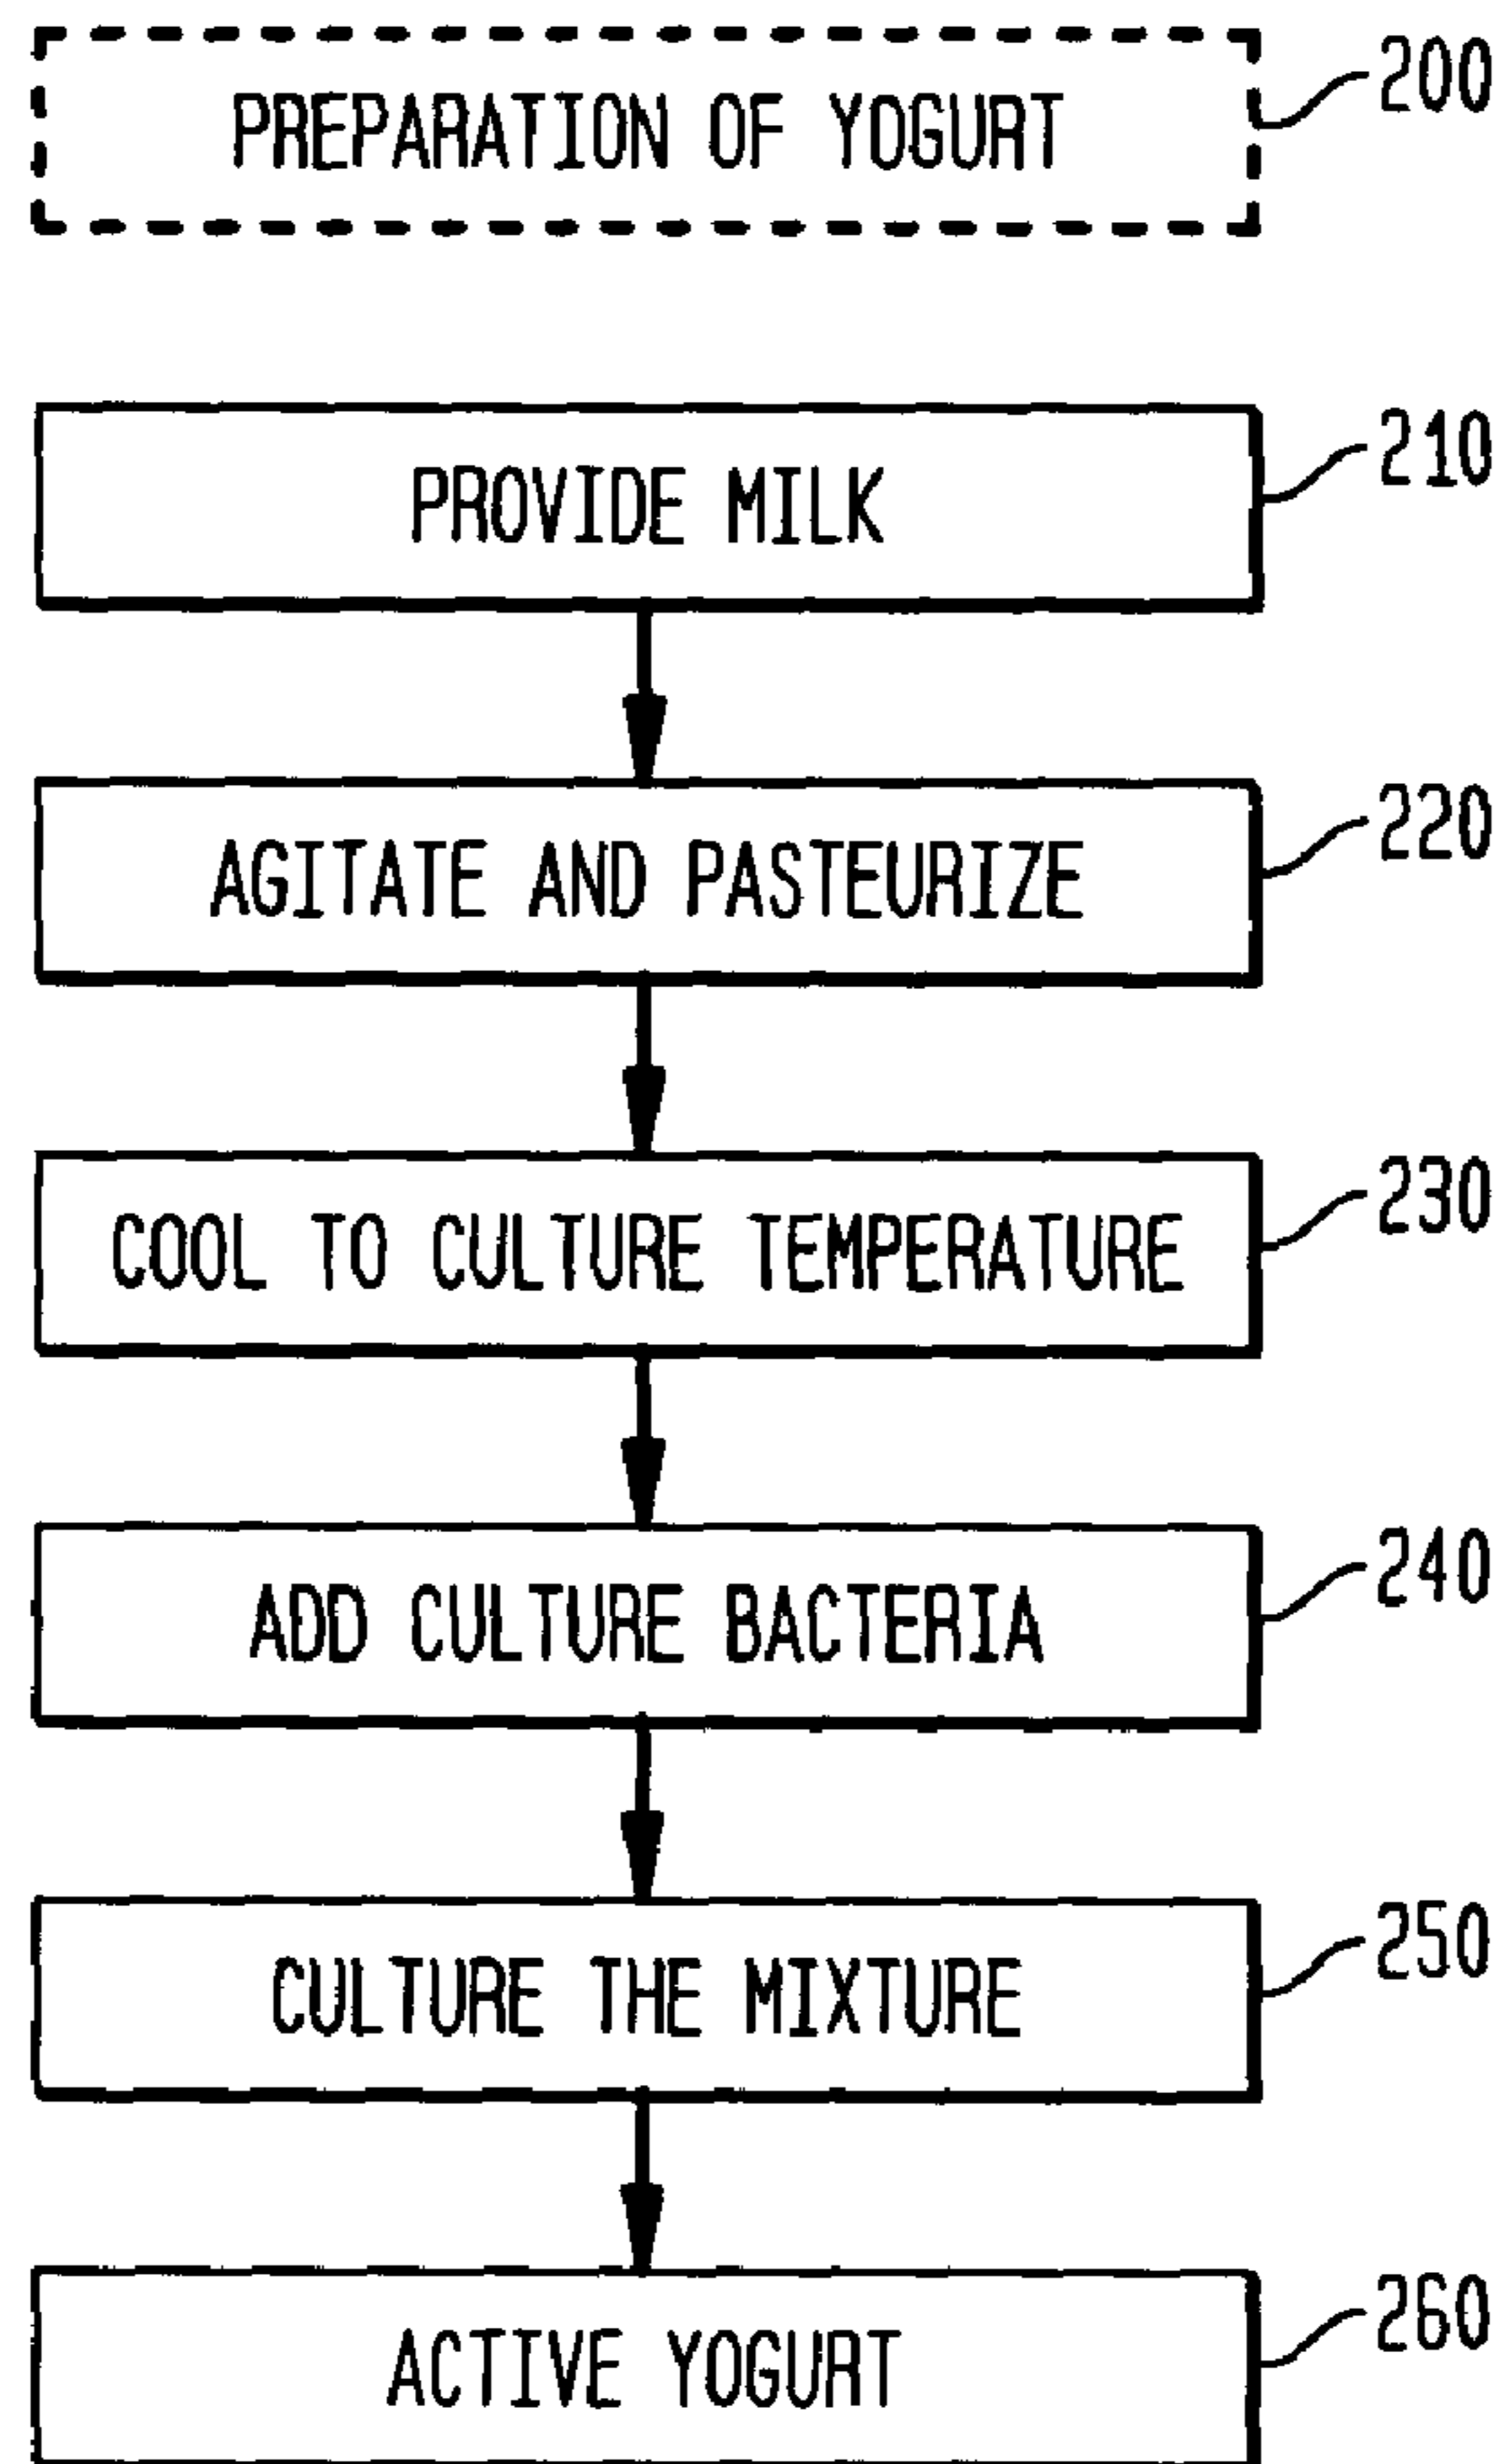 PREPARATION OF YOGURT 200
PROVIDE MILK 210
AGITATE AND PASTEURIZE 220
COOL TO CULTURE TEMPERATURE 230
ADD CULTURE BACTERIA 240
CULTURE THE MIXTURE 250
ACTIVE YOGURT 260